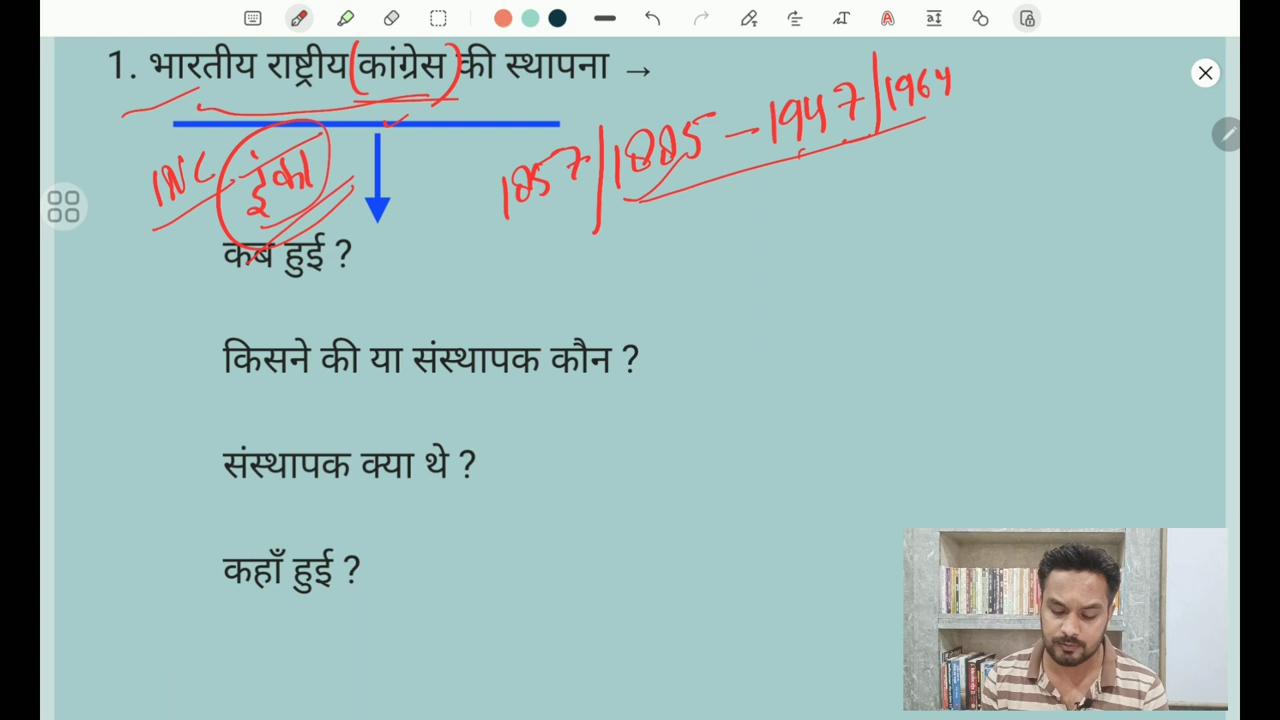 1. भारतीय राष्ट्रीय (कांग्रेस) की स्थापना →
1857/1885 - 1947/1964
INC इंका
कब हुई ?
किसने की या संस्थापक कौन ?
संस्थापक क्या थे ?
कहाँ हुई ?